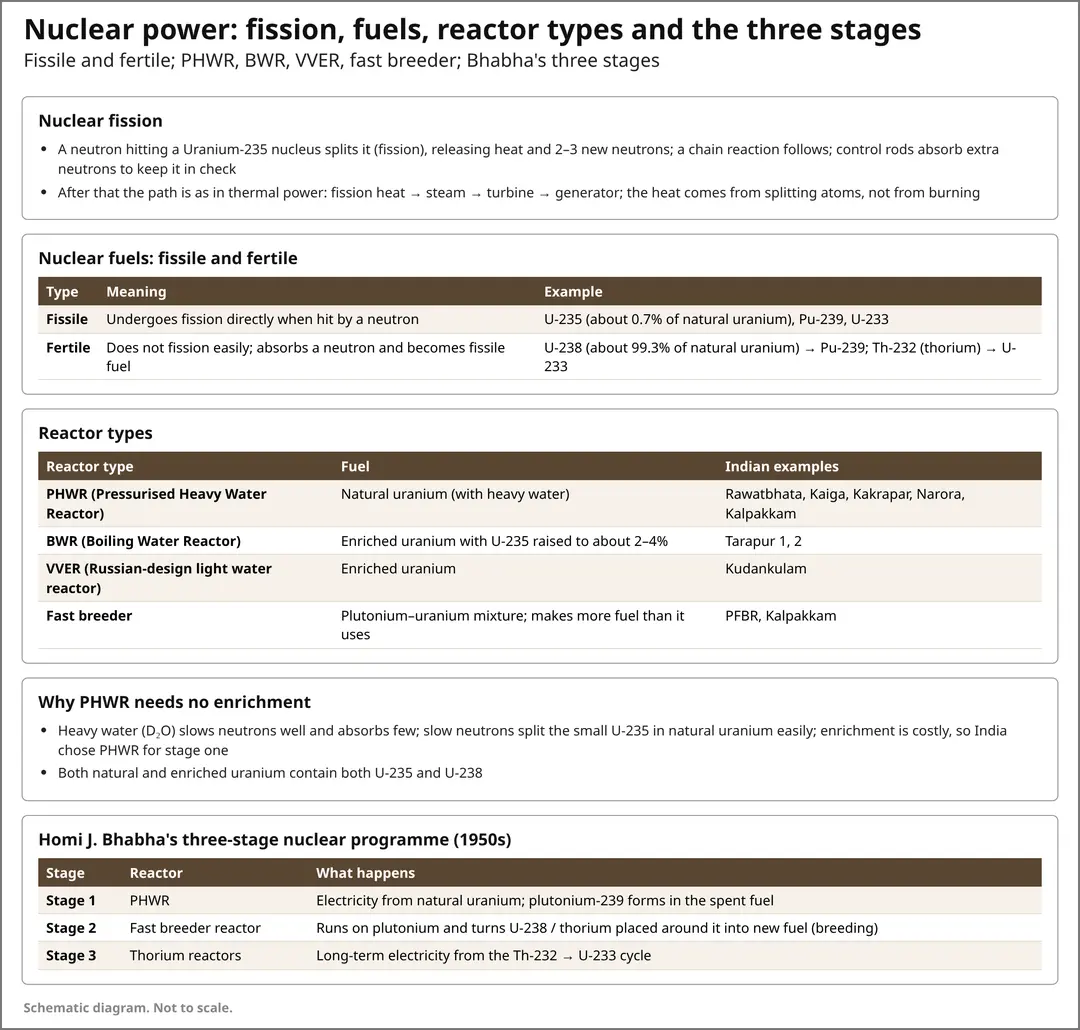 Nuclear power: fission, fuels, reactor types and the three stages
Fissile and fertile; PHWR, BWR, VVER, fast breeder; Bhabha's three stages
Nuclear fission
• A neutron hitting a Uranium-235 nucleus splits it (fission), releasing heat and 2–3 new neutrons; a chain reaction follows; control rods absorb extra
neutrons to keep it in check
• After that the path is as in thermal power: fission heat → steam → turbine → generator; the heat comes from splitting atoms, not from burning
Nuclear fuels: fissile and fertile
Type Meaning Example
Fissile Undergoes fission directly when hit by a neutron U-235 (about 0.7% of natural uranium), Pu-239, U-233
Fertile Does not fission easily; absorbs a neutron and becomes fissile U-238 (about 99.3% of natural uranium) → Pu-239; Th-232 (thorium) → U-
fuel 233
Reactor types
Reactor type Fuel Indian examples
PHWR (Pressurised Heavy Water Natural uranium (with heavy water) Rawatbhata, Kaiga, Kakrapar, Narora,
Reactor) Kalpakkam
BWR (Boiling Water Reactor) Enriched uranium with U-235 raised to about 2–4% Tarapur 1, 2
VVER (Russian-design light water Enriched uranium Kudankulam
reactor)
Fast breeder Plutonium–uranium mixture; makes more fuel than it PFBR, Kalpakkam
uses
Why PHWR needs no enrichment
• Heavy water (D₂O) slows neutrons well and absorbs few; slow neutrons split the small U-235 in natural uranium easily; enrichment is costly, so India
chose PHWR for stage one
• Both natural and enriched uranium contain both U-235 and U-238
Homi J. Bhabha's three-stage nuclear programme (1950s)
Stage Reactor What happens
Stage 1 PHWR Electricity from natural uranium; plutonium-239 forms in the spent fuel
Stage 2 Fast breeder reactor Runs on plutonium and turns U-238 / thorium placed around it into new fuel (breeding)
Stage 3 Thorium reactors Long-term electricity from the Th-232 → U-233 cycle
Schematic diagram. Not to scale.